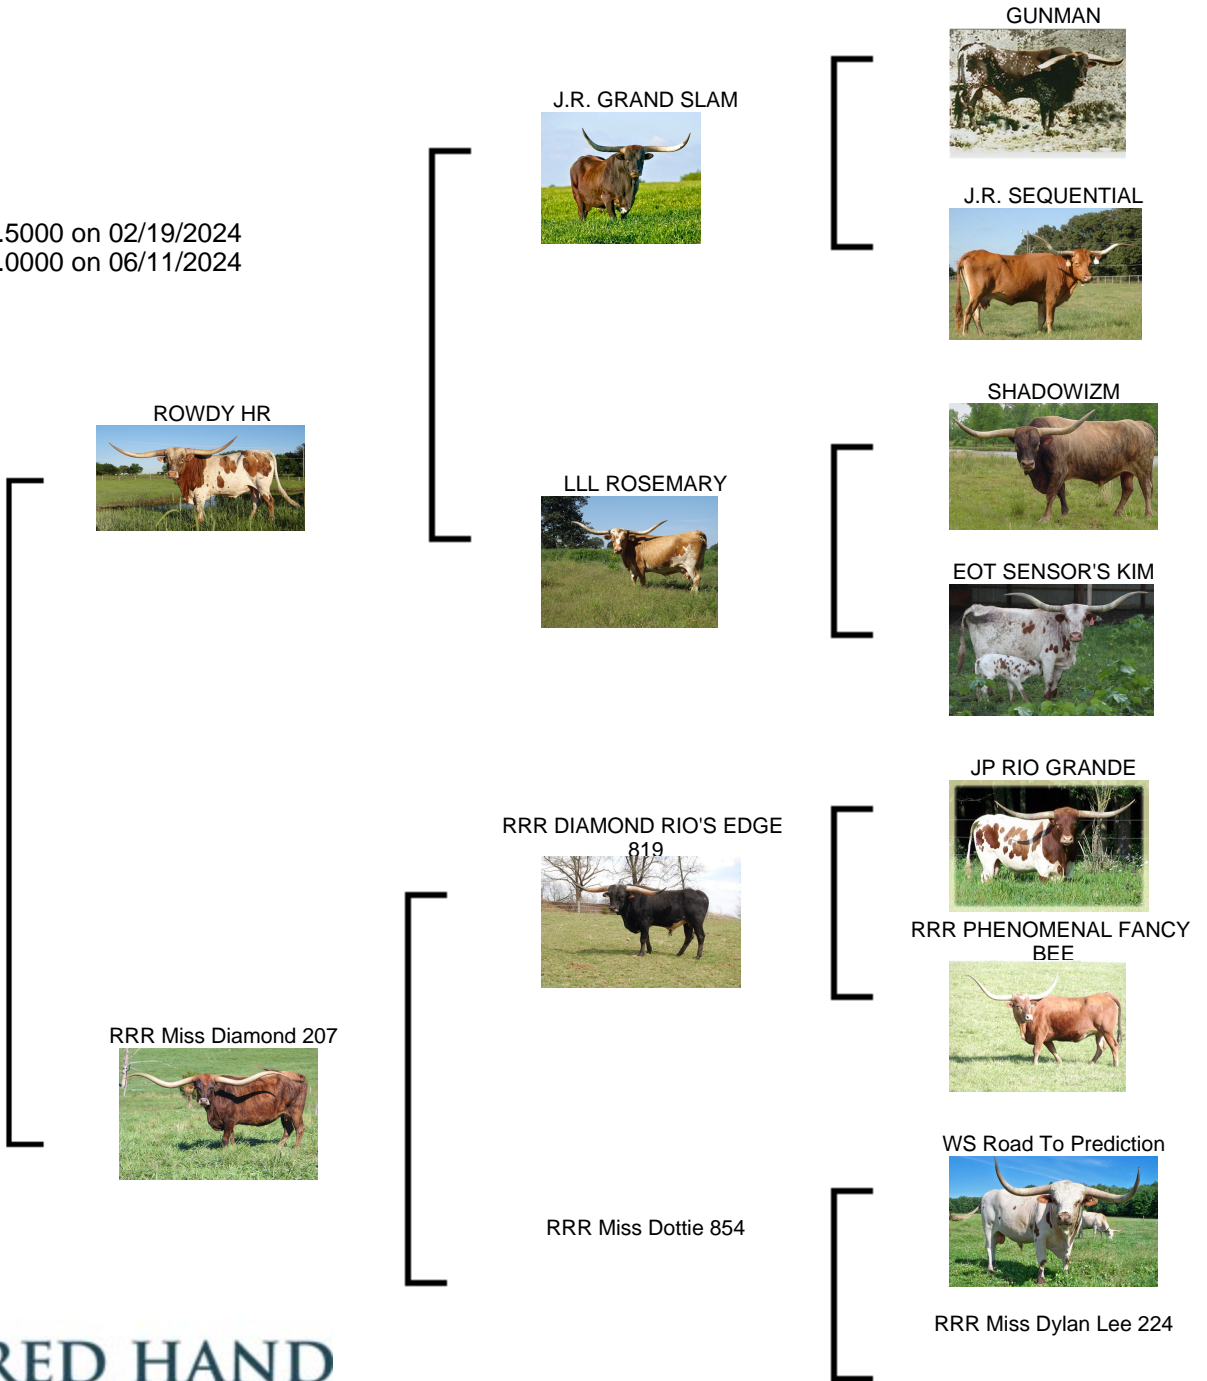 GUNMAN
J.R. GRAND SLAM
J.R. SEQUENTIAL
.5000 on 02/19/2024
.0000 on 06/11/2024
SHADOWIZM
ROWDY HR
LLL ROSEMARY
EOT SENSOR'S KIM
JP RIO GRANDE
RRR DIAMOND RIO'S EDGE
819
RRR PHENOMENAL FANCY
BEE
RRR Miss Diamond 207
WS Road To Prediction
RRR Miss Dottie 854
RRR Miss Dylan Lee 224
RED HAND